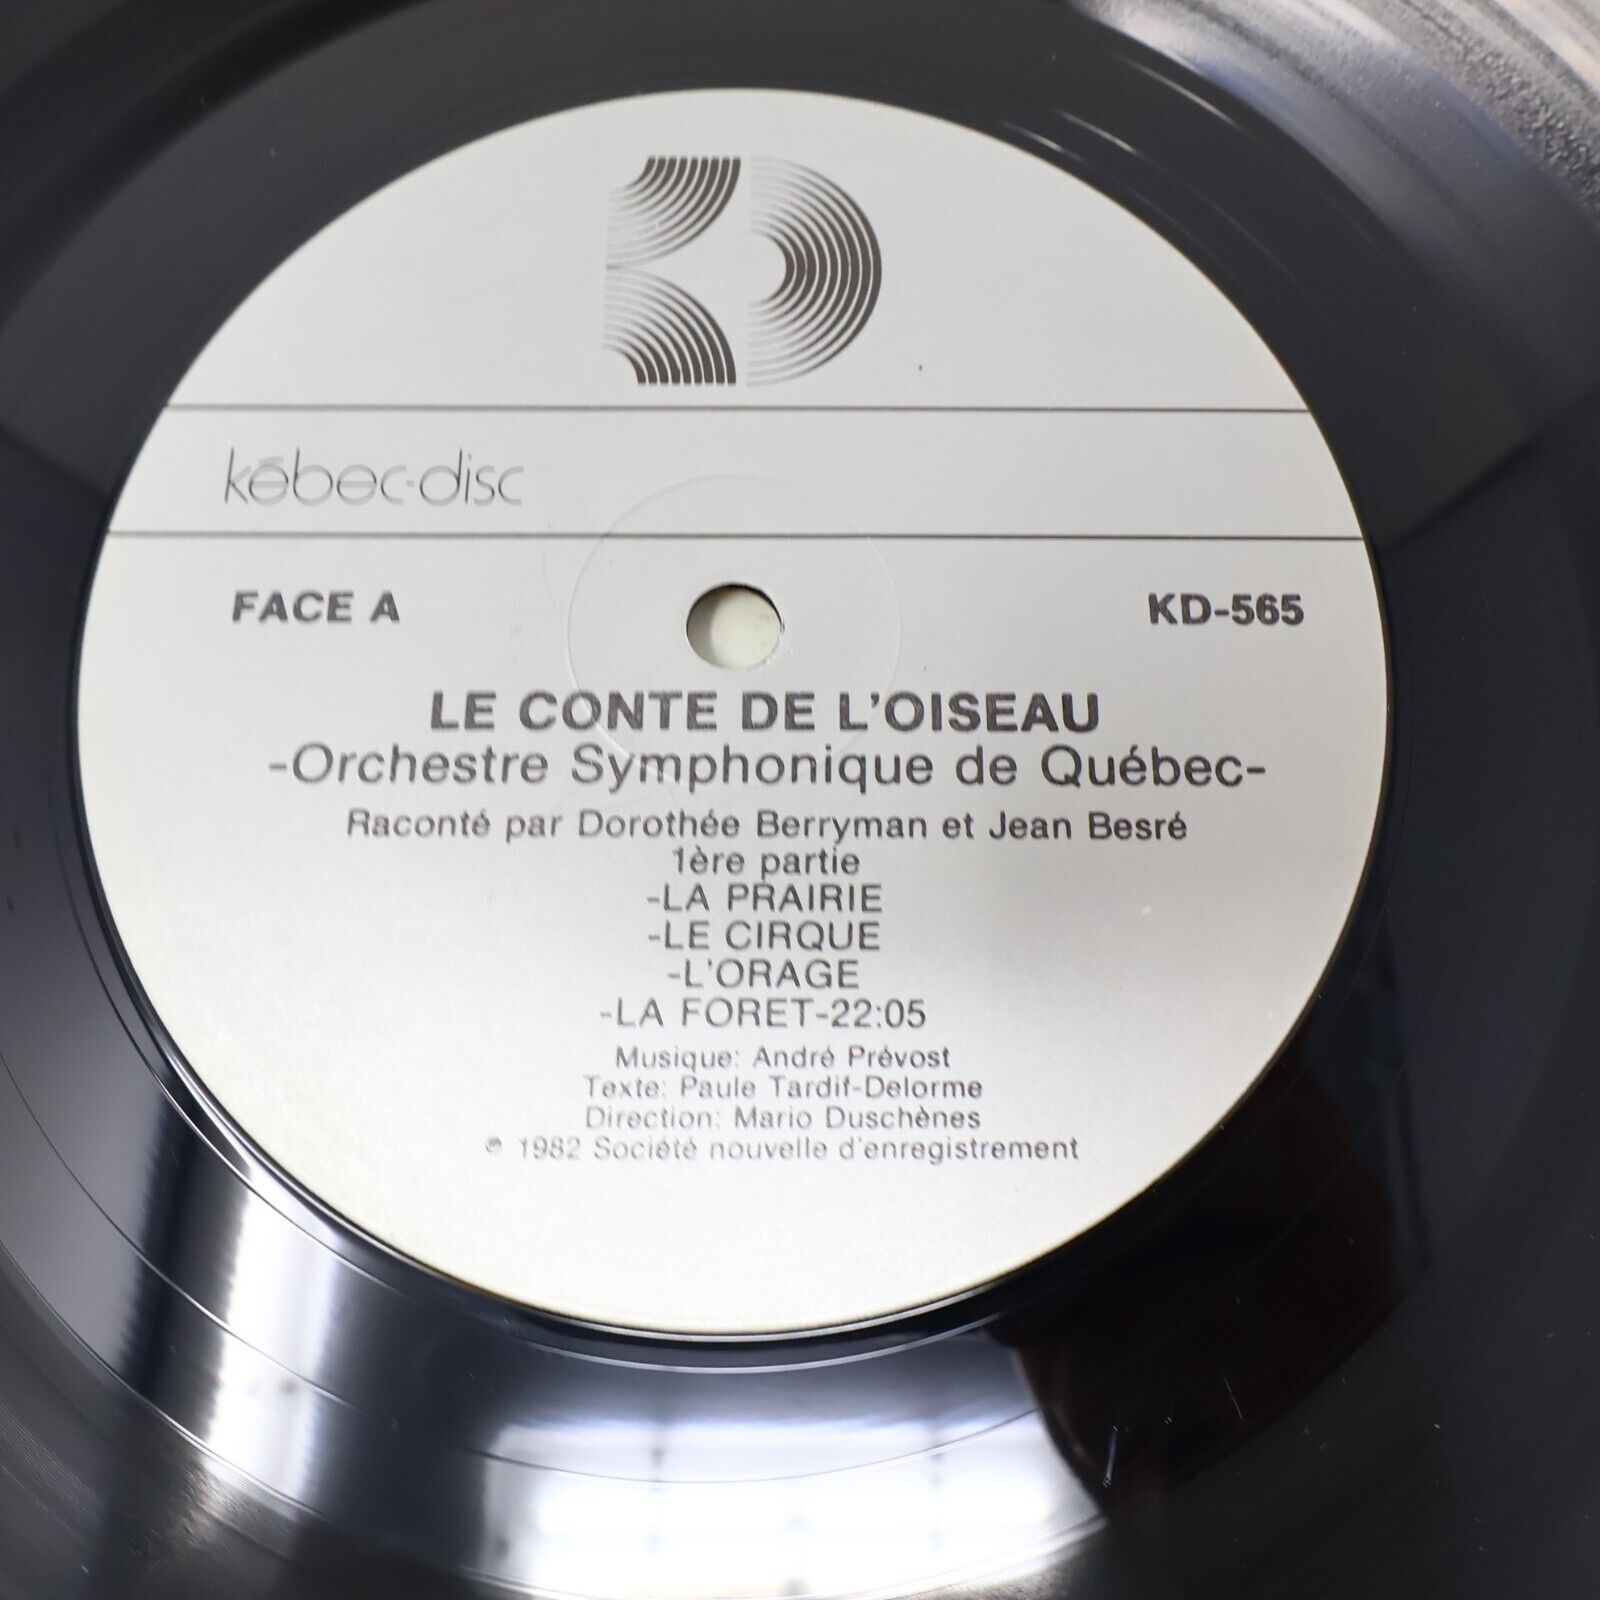 KD
kébec-disc
FACE A
KD-565
LE CONTE DE L'OISEAU
-Orchestre Symphonique de Québec-
Raconté par Dorothée Berryman et Jean Besré
1ère partie
-LA PRAIRIE
-LE CIRQUE
-L'ORAGE
-LA FORET-22:05
Musique: André Prévost
Texte: Paule Tardif-Delorme
Direction: Mario Duschènes
℗ 1982 Société nouvelle d'enregistrement